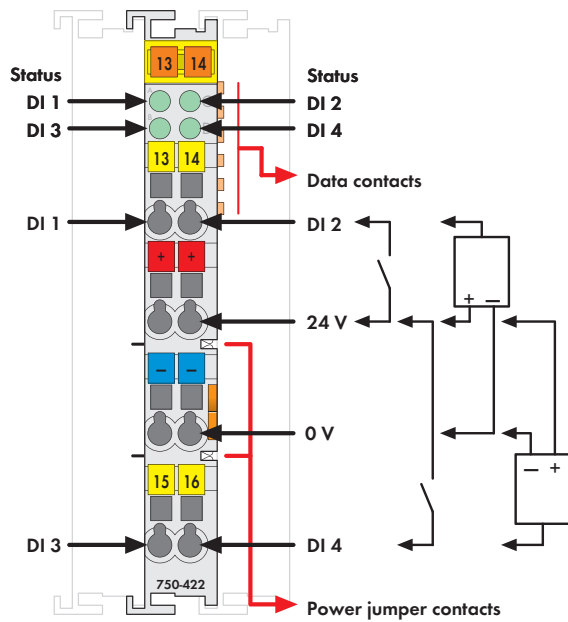 13 14
Status Status
A C
DI 1 DI 2
B D
DI 3 DI 4
13 14
Data contacts
DI 1 DI 2
+ +
+ −
24 V
− −
0 V
− +
15 16
DI 3 DI 4
750-422
Power jumper contacts